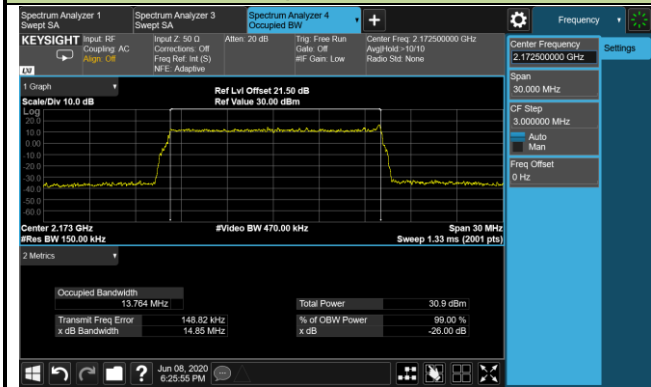 Spectrum Analyzer 1
Swept SA
Spectrum Analyzer 3
Swept SA
Spectrum Analyzer 4
Occupied BW
+
Frequency
KEYSIGHT
Input: RF
Coupling: AC
Align: Off
LXI
Input Z: 50 Ω
Corrections: Off
Freq Ref: Int (S)
NFE: Adaptive
Atten: 20 dB
Trig: Free Run
Gate: Off
#IF Gain: Low
Center Freq: 2.172500000 GHz
Avg|Hold:>10/10
Radio Std: None
Center Frequency
2.172500000 GHz
Settings
Span
30.000 MHz
CF Step
3.000000 MHz
Auto
Man
Freq Offset
0 Hz
1 Graph
Scale/Div 10.0 dB
Ref Lvl Offset 21.50 dB
Ref Value 30.00 dBm
Log
20.0
10.0
0.00
-10.0
-20.0
-30.0
-40.0
-50.0
-60.0
Center 2.173 GHz
#Res BW 150.00 kHz
#Video BW 470.00 kHz
Span 30 MHz
Sweep 1.33 ms (2001 pts)
2 Metrics
Occupied Bandwidth
13.764 MHz
Total Power 30.9 dBm
Transmit Freq Error 148.82 kHz
% of OBW Power 99.00 %
x dB Bandwidth 14.85 MHz
x dB -26.00 dB
?
Jun 08, 2020
6:25:55 PM